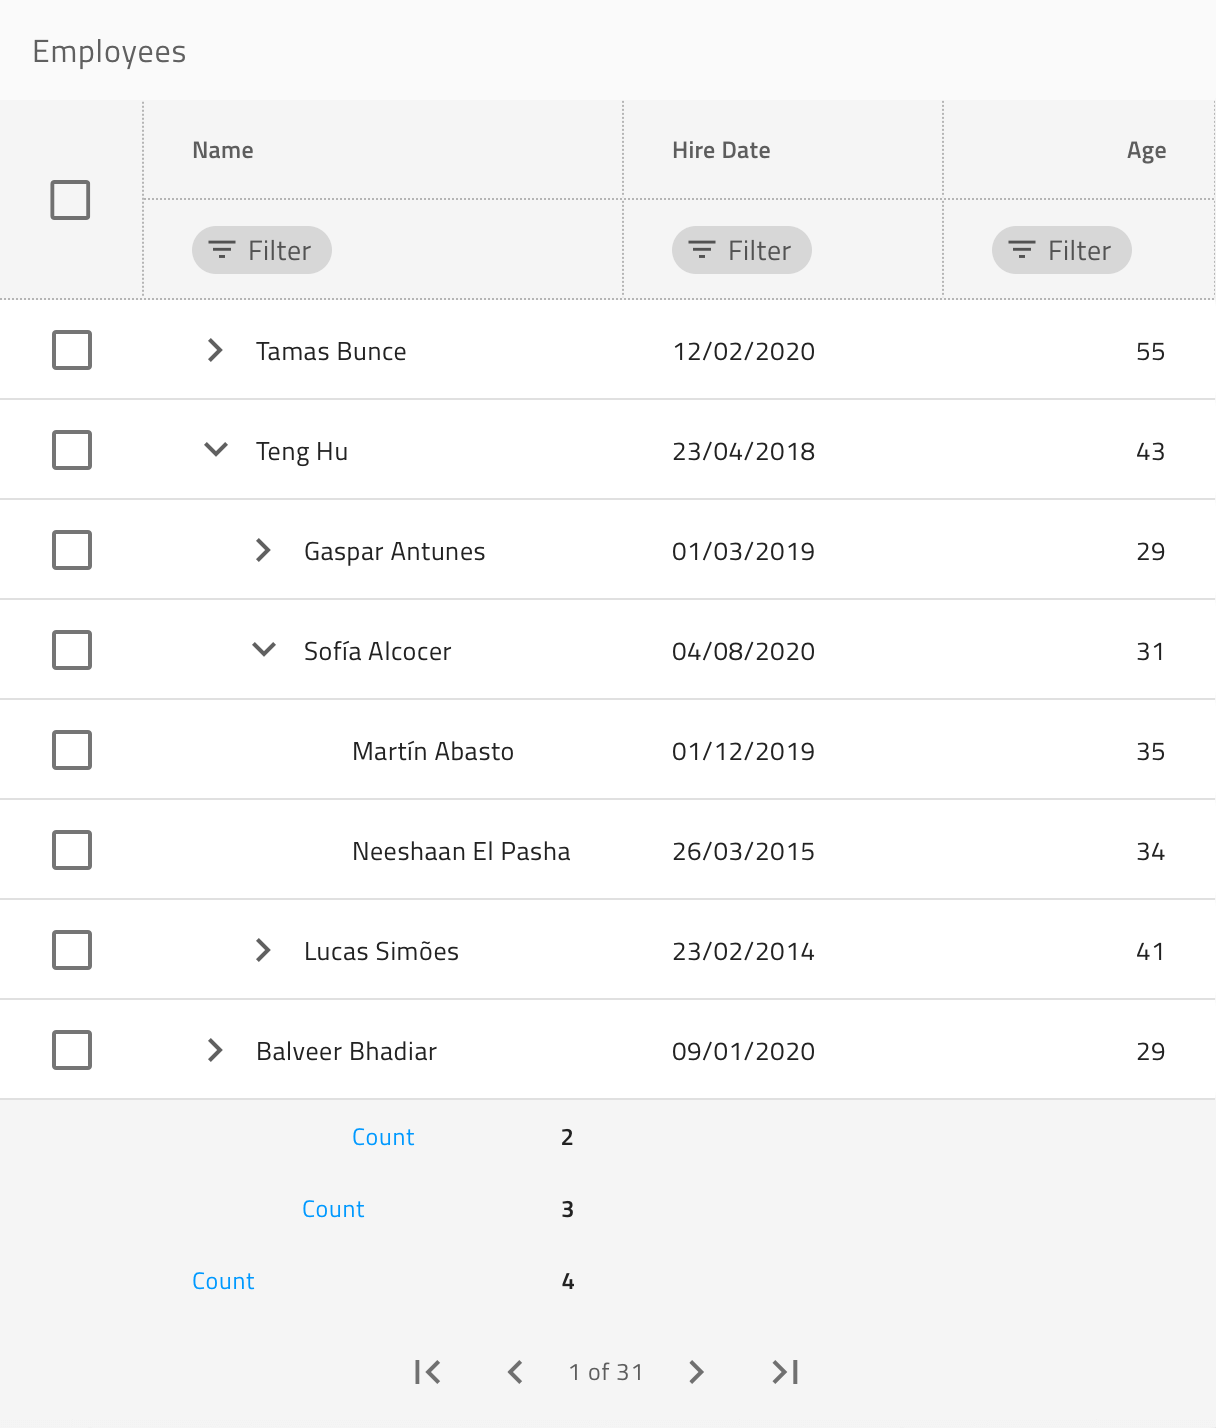 Employees
Name Hire Date Age
Filter Filter Filter
Tamas Bunce 12/02/2020 55
Teng Hu 23/04/2018 43
Gaspar Antunes 01/03/2019 29
Sofía Alcocer 04/08/2020 31
Martín Abasto 01/12/2019 35
Neeshaan El Pasha 26/03/2015 34
Lucas Simões 23/02/2014 41
Balveer Bhadiar 09/01/2020 29
Count 2
Count 3
Count 4
1 of 31